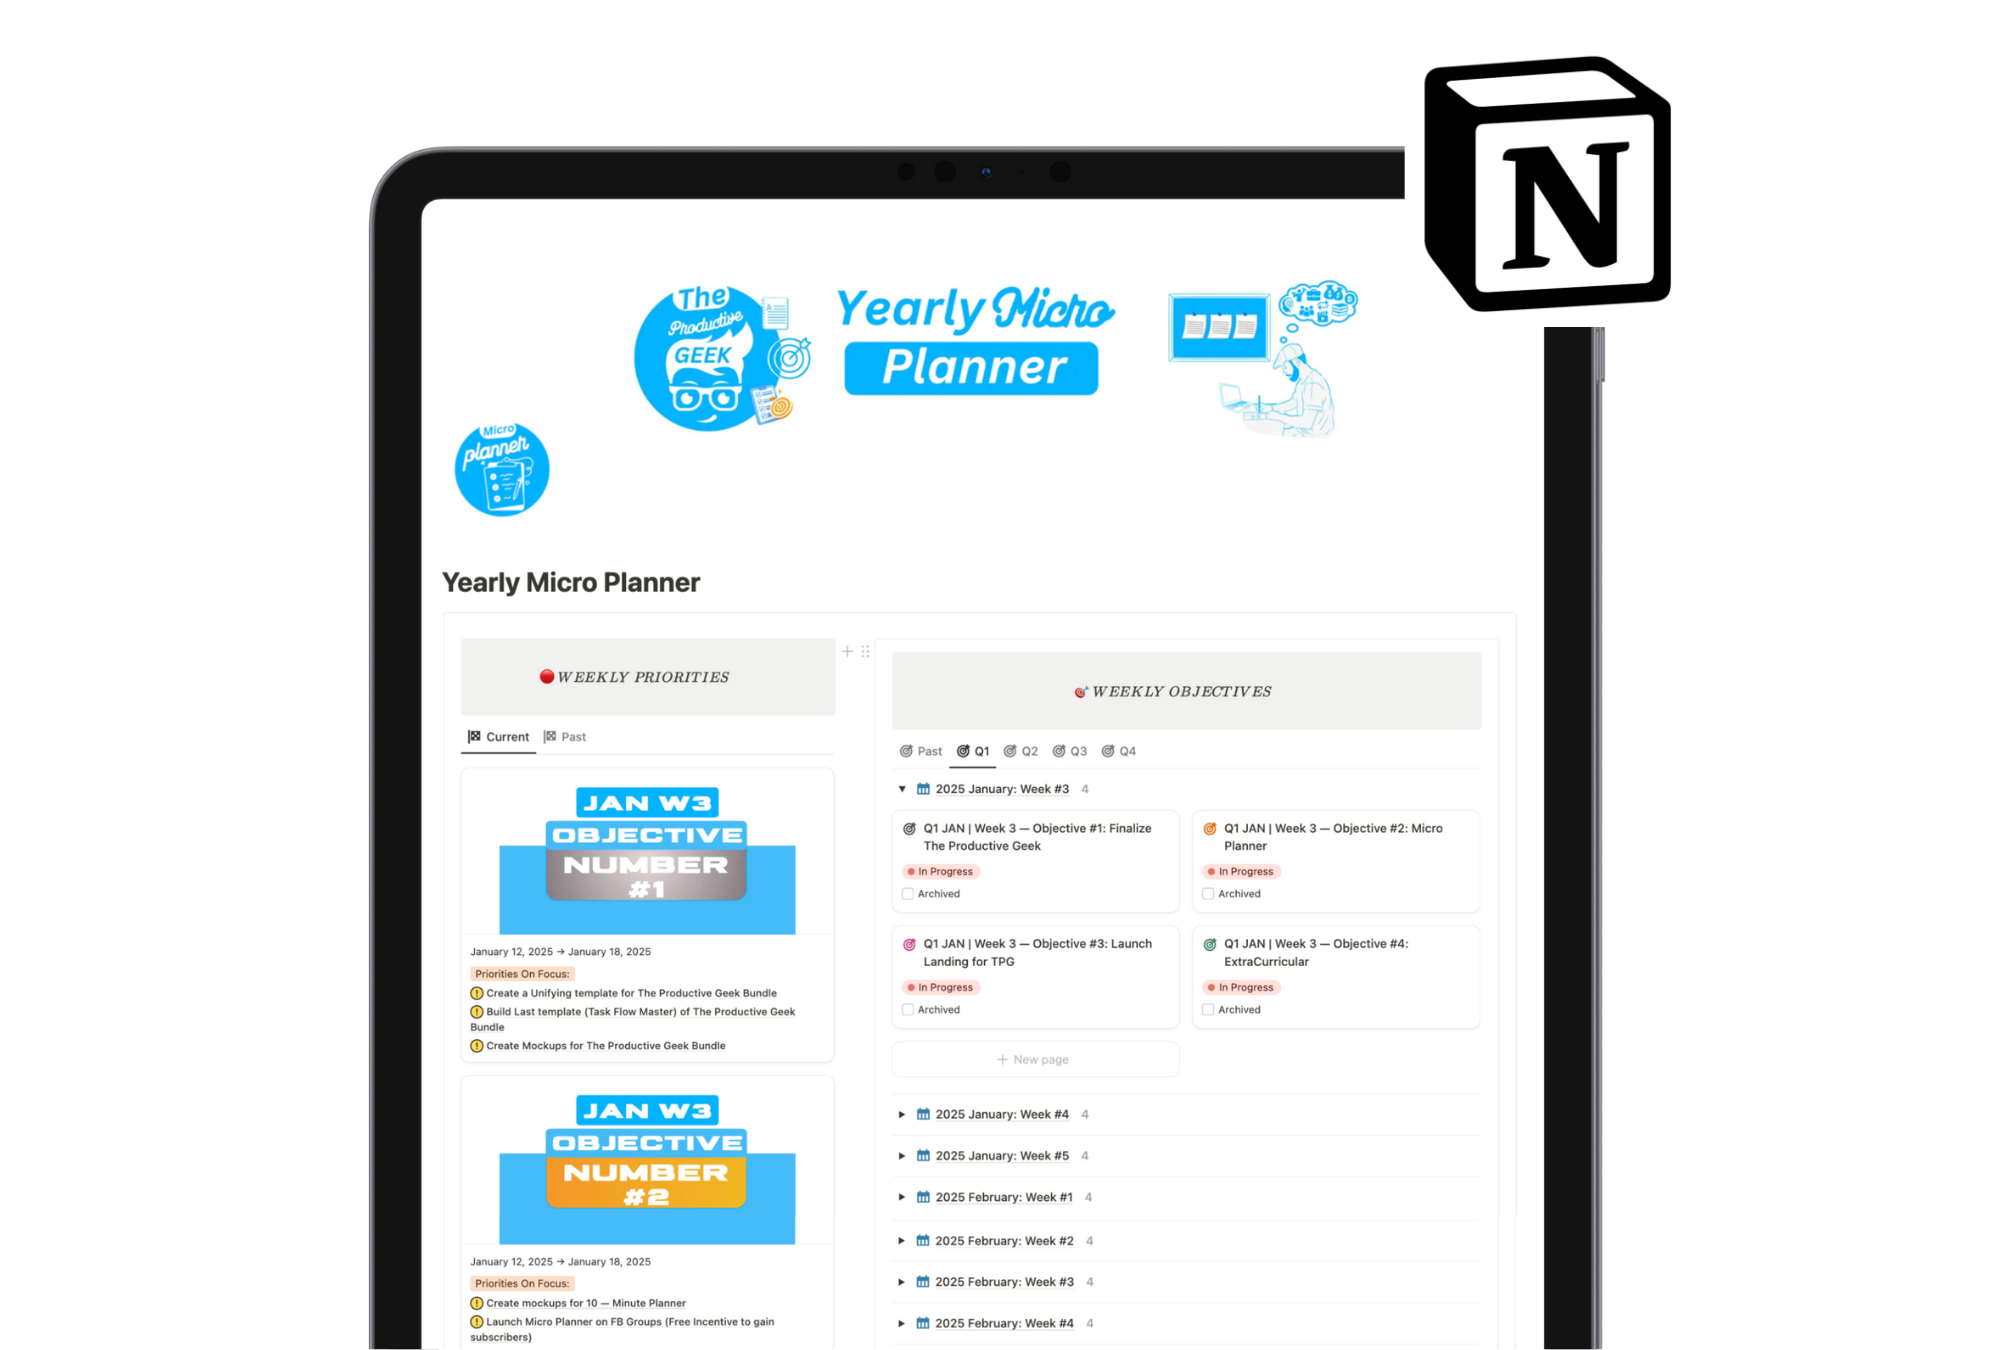 N
The
Productive
GEEK
Yearly Micro
Planner
Micro
planner
Yearly Micro Planner
WEEKLY PRIORITIES
Current Past
JAN W3
OBJECTIVE
NUMBER
#1
January 12, 2025 → January 18, 2025
Priorities On Focus:
Create a Unifying template for The Productive Geek Bundle
Build Last template (Task Flow Master) of The Productive Geek
Bundle
Create Mockups for The Productive Geek Bundle
JAN W3
OBJECTIVE
NUMBER
#2
January 12, 2025 → January 18, 2025
Priorities On Focus:
Create mockups for 10 — Minute Planner
Launch Micro Planner on FB Groups (Free Incentive to gain
subscribers)
WEEKLY OBJECTIVES
Past Q1 Q2 Q3 Q4
2025 January: Week #3 4
Q1 JAN | Week 3 — Objective #1: Finalize
The Productive Geek
In Progress
Archived
Q1 JAN | Week 3 — Objective #2: Micro
Planner
In Progress
Archived
Q1 JAN | Week 3 — Objective #3: Launch
Landing for TPG
In Progress
Archived
Q1 JAN | Week 3 — Objective #4:
ExtraCurricular
In Progress
Archived
+ New page
2025 January: Week #4 4
2025 January: Week #5 4
2025 February: Week #1 4
2025 February: Week #2 4
2025 February: Week #3 4
2025 February: Week #4 4